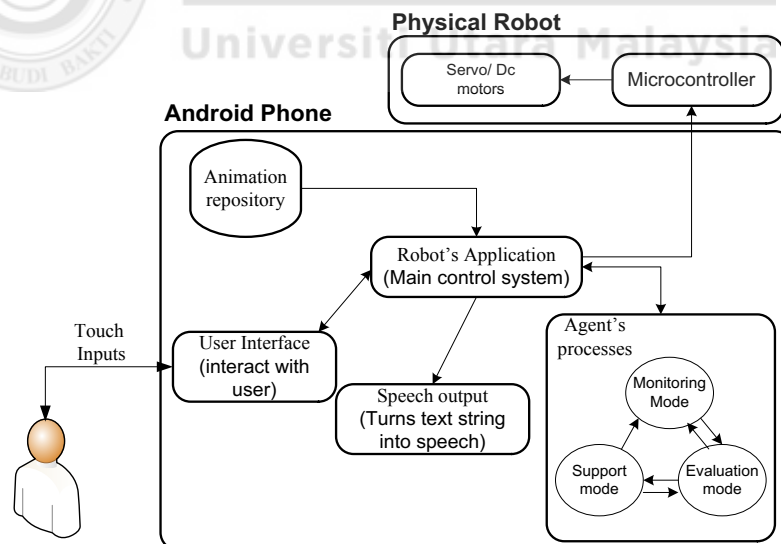 Physical Robot
Universiti Utara Malaysia
BUDI BAKTI
Servo/ Dc
motors
Microcontroller
Android Phone
Animation
repository
Robot's Application
(Main control system)
Touch
Inputs
User Interface
(interact with
user)
Speech output
(Turns text string
into speech)
Agent's
processes
Monitoring
Mode
Support
mode
Evaluation
mode